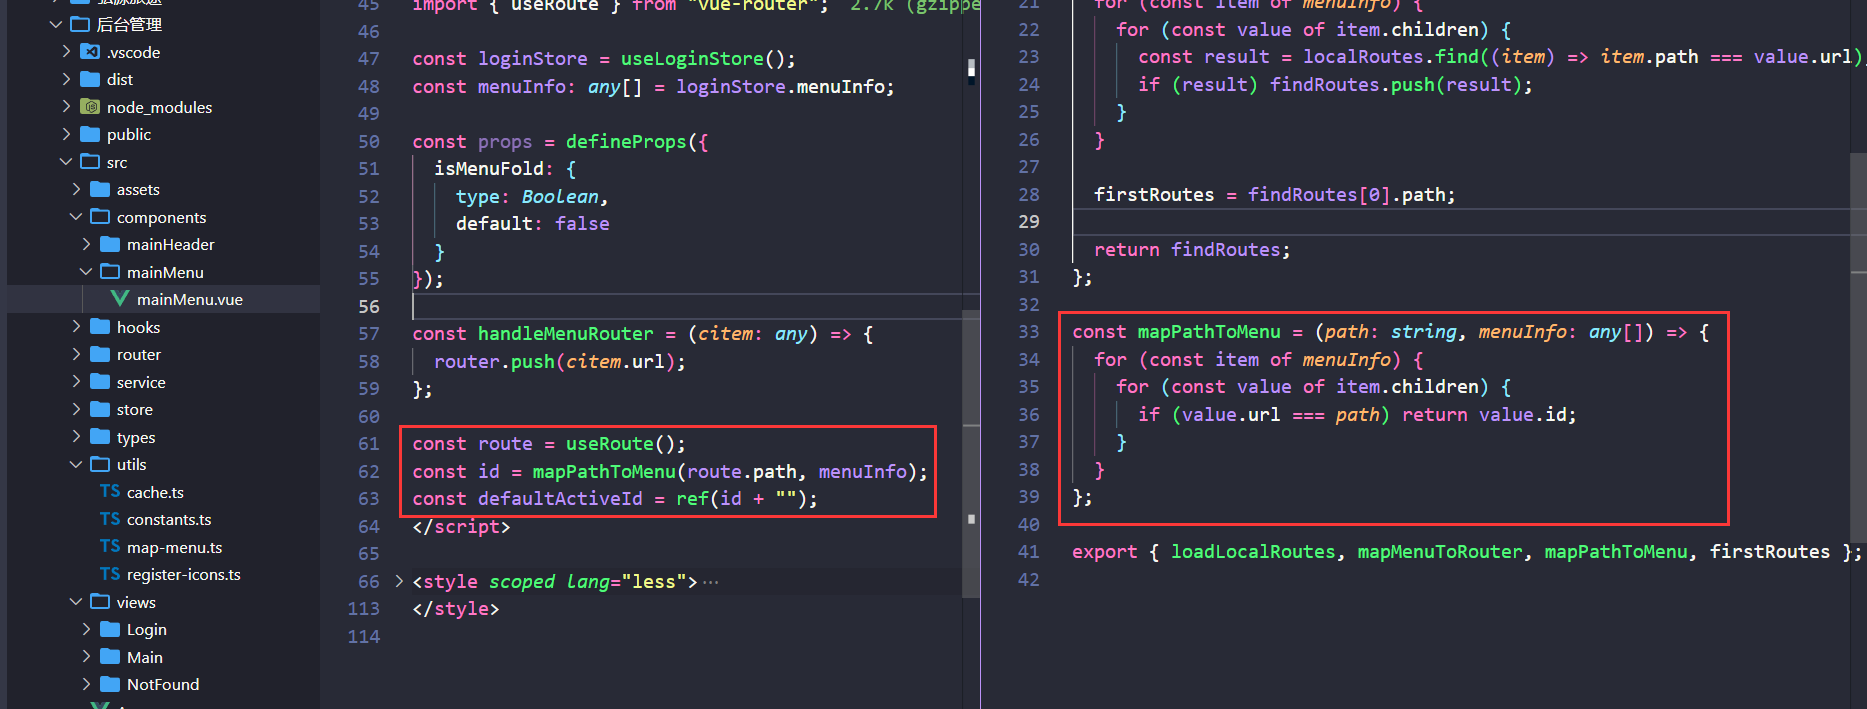 后台管理
.vscode
dist
node_modules
public
src
assets
components
mainHeader
mainMenu
mainMenu.vue
hooks
router
service
store
types
utils
TS cache.ts
TS constants.ts
TS map-menu.ts
TS register-icons.ts
views
Login
Main
NotFound
45 import { useRoute } from "vue-router"; 2.7k (gzippe
46
47 const loginStore = useLoginStore();
48 const menuInfo: any[] = loginStore.menuInfo;
49
50 const props = defineProps({
51 isMenuFold: {
52 type: Boolean,
53 default: false
54 }
55 });
56
57 const handleMenuRouter = (citem: any) => {
58 router.push(citem.url);
59 };
60
61 const route = useRoute();
62 const id = mapPathToMenu(route.path, menuInfo);
63 const defaultActiveId = ref(id + "");
64 </script>
65
66 <style scoped lang="less"> ···
113 </style>
114
21 for (const item of menuInfo) {
22 for (const value of item.children) {
23 const result = localRoutes.find((item) => item.path === value.url)
24 if (result) findRoutes.push(result);
25 }
26 }
27
28 firstRoutes = findRoutes[0].path;
29
30 return findRoutes;
31 };
32
33 const mapPathToMenu = (path: string, menuInfo: any[]) => {
34 for (const item of menuInfo) {
35 for (const value of item.children) {
36 if (value.url === path) return value.id;
37 }
38 }
39 };
40
41 export { loadLocalRoutes, mapMenuToRouter, mapPathToMenu, firstRoutes };
42